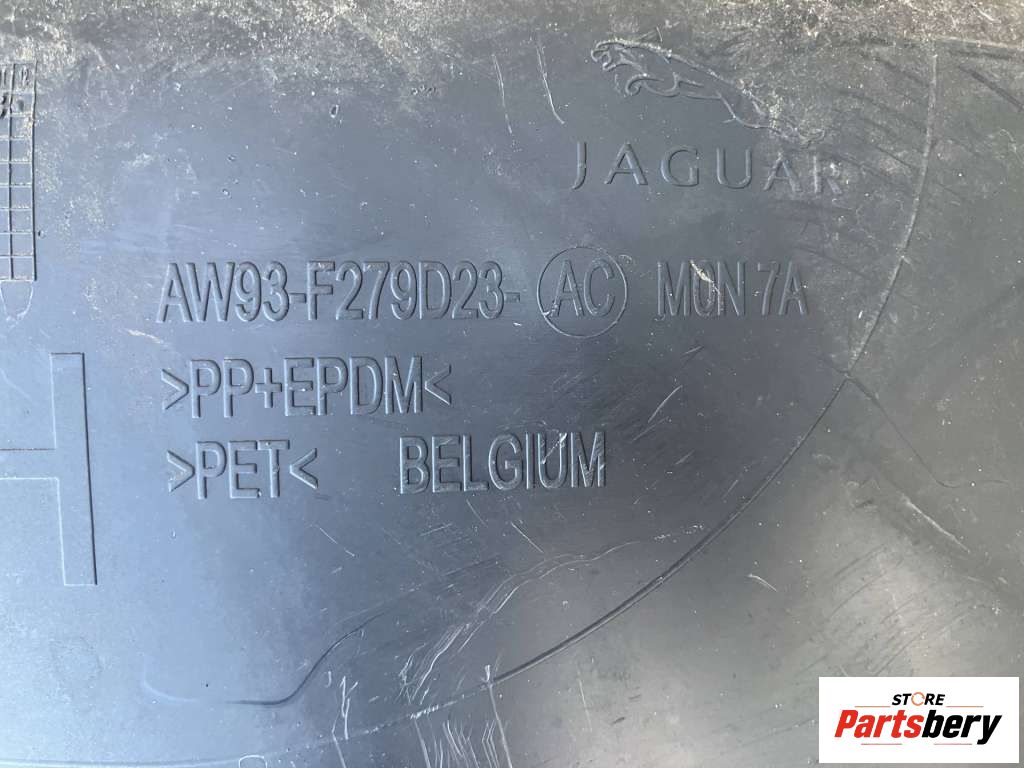 JAGUAR
AW93-F279D23- AC M0N 7A
>PP+EPDM<
>PET< BELGIUM
STORE
Partsbery